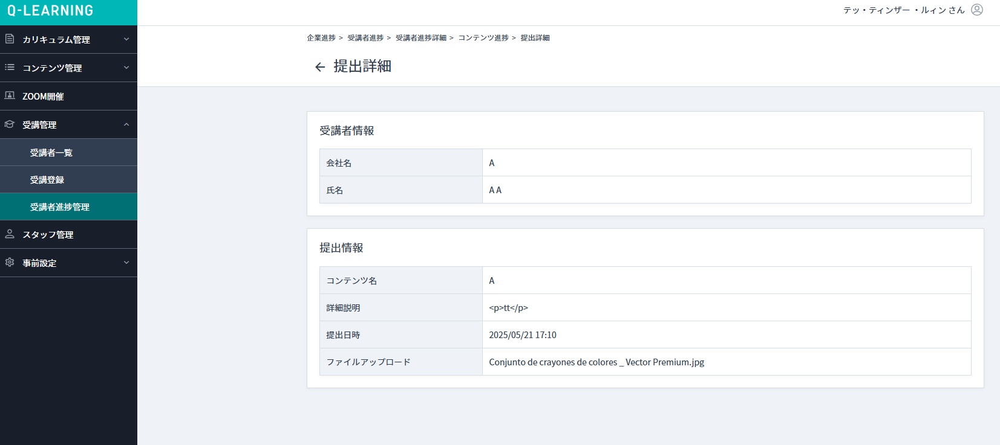 Q-LEARNING
テッ・ティンザー ・ルィン さん
カリキュラム管理
コンテンツ管理
ZOOM開催
受講管理
受講者一覧
受講登録
受講者進捗管理
スタッフ管理
事前設定
企業進捗 > 受講者進捗 > 受講者進捗詳細 > コンテンツ進捗 > 提出詳細
← 提出詳細
受講者情報
会社名 A
氏名 A A
提出情報
コンテンツ名 A
詳細説明 <p>tt</p>
提出日時 2025/05/21 17:10
ファイルアップロード Conjunto de crayones de colores _ Vector Premium.jpg